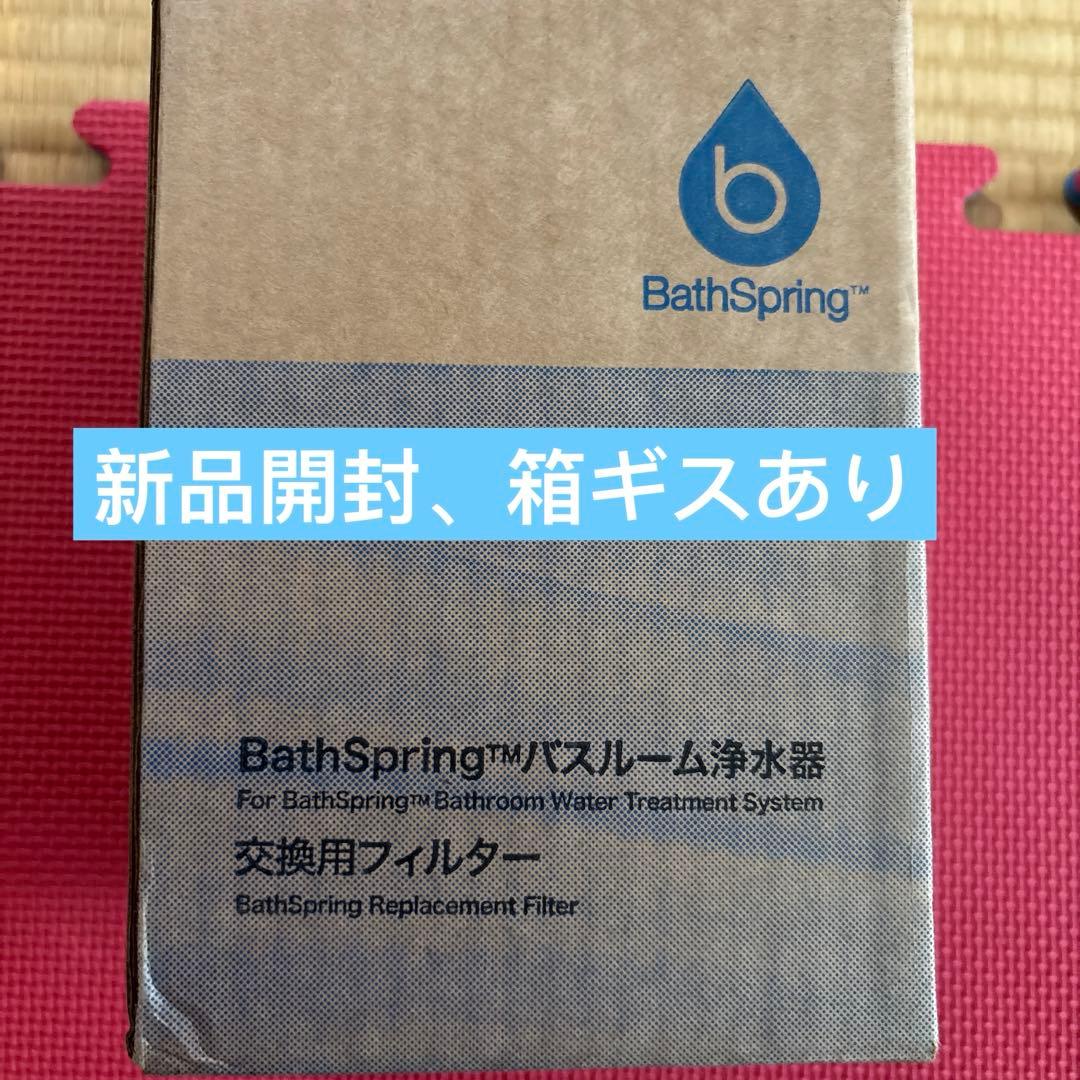 b
BathSpring™
新品開封、箱ギスあり
BathSpring™バスルーム浄水器
For BathSpring™ Bathroom Water Treatment System
交換用フィルター
BathSpring Replacement Filter